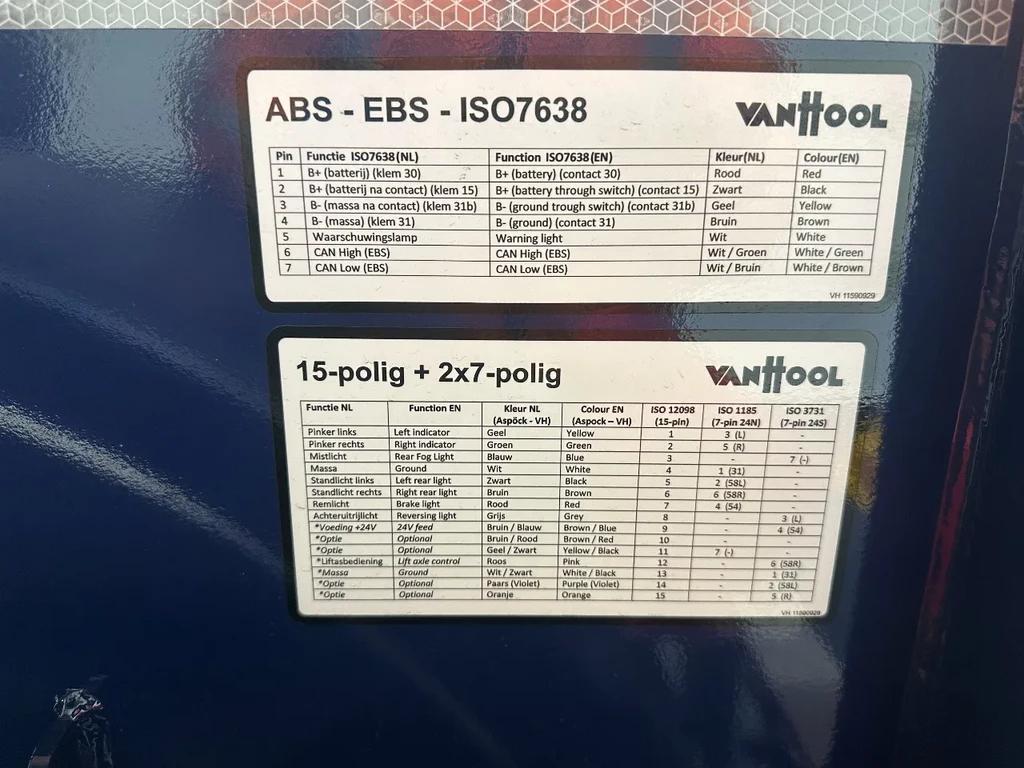 ABS - EBS - ISO7638
VANHOOL
Pin Functie ISO7638(NL) Function ISO7638(EN) Kleur(NL) Colour(EN)
1 B+ (batterij) (klem 30) B+ (battery) (contact 30) Rood Red
2 B+ (batterij na contact) (klem 15) B+ (battery through switch) (contact 15) Zwart Black
3 B- (massa na contact) (klem 31b) B- (ground trough switch) (contact 31b) Geel Yellow
4 B- (massa) (klem 31) B- (ground) (contact 31) Bruin Brown
5 Waarschuwingslamp Warning light Wit White
6 CAN High (EBS) CAN High (EBS) Wit / Groen White / Green
7 CAN Low (EBS) CAN Low (EBS) Wit / Bruin White / Brown
VH 11590929
15-polig + 2x7-polig
VANHOOL
Functie NL Function EN Kleur NL Colour EN ISO 12098 ISO 1185 ISO 3731
(Aspöck - VH) (Aspock – VH) (15-pin) (7-pin 24N) (7-pin 24S)
Pinker links Left indicator Geel Yellow 1 3 (L) -
Pinker rechts Right indicator Groen Green 2 5 (R) -
Mistlicht Rear Fog Light Blauw Blue 3 - 7 (-)
Massa Ground Wit White 4 1 (31) -
Standlicht links Left rear light Zwart Black 5 2 (58L) -
Standlicht rechts Right rear light Bruin Brown 6 6 (58R) -
Remlicht Brake light Rood Red 7 4 (54) -
Achteruitrijlicht Reversing light Grijs Grey 8 - 3 (L)
*Voeding +24V 24V feed Bruin / Blauw Brown / Blue 9 - 4 (54)
*Optie Optional Bruin / Rood Brown / Red 10 - -
*Optie Optional Geel / Zwart Yellow / Black 11 7 (-) -
*Liftasbediening Lift axle control Roos Pink 12 - 6 (58R)
*Massa Ground Wit / Zwart White / Black 13 - 1 (31)
*Optie Optional Paars (Violet) Purple (Violet) 14 - 2 (58L)
*Optie Optional Oranje Orange 15 - 5 (R)
VH 11590929